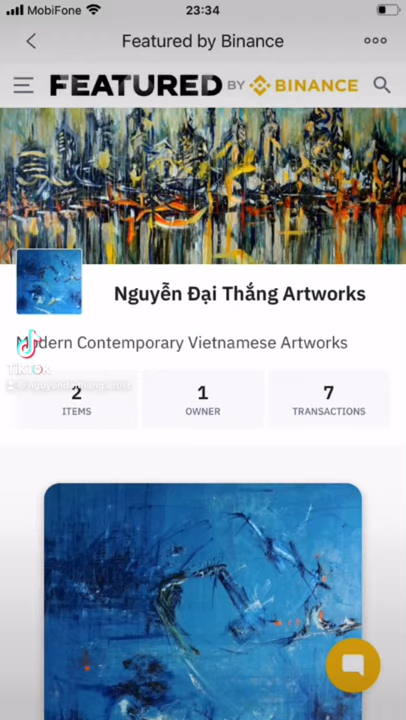 MobiFone
23:34
Featured by Binance
FEATURED BY BINANCE
Nguyễn Đại Thắng Artworks
Modern Contemporary Vietnamese Artworks
TikTok
2
ITEMS
1
OWNER
7
TRANSACTIONS